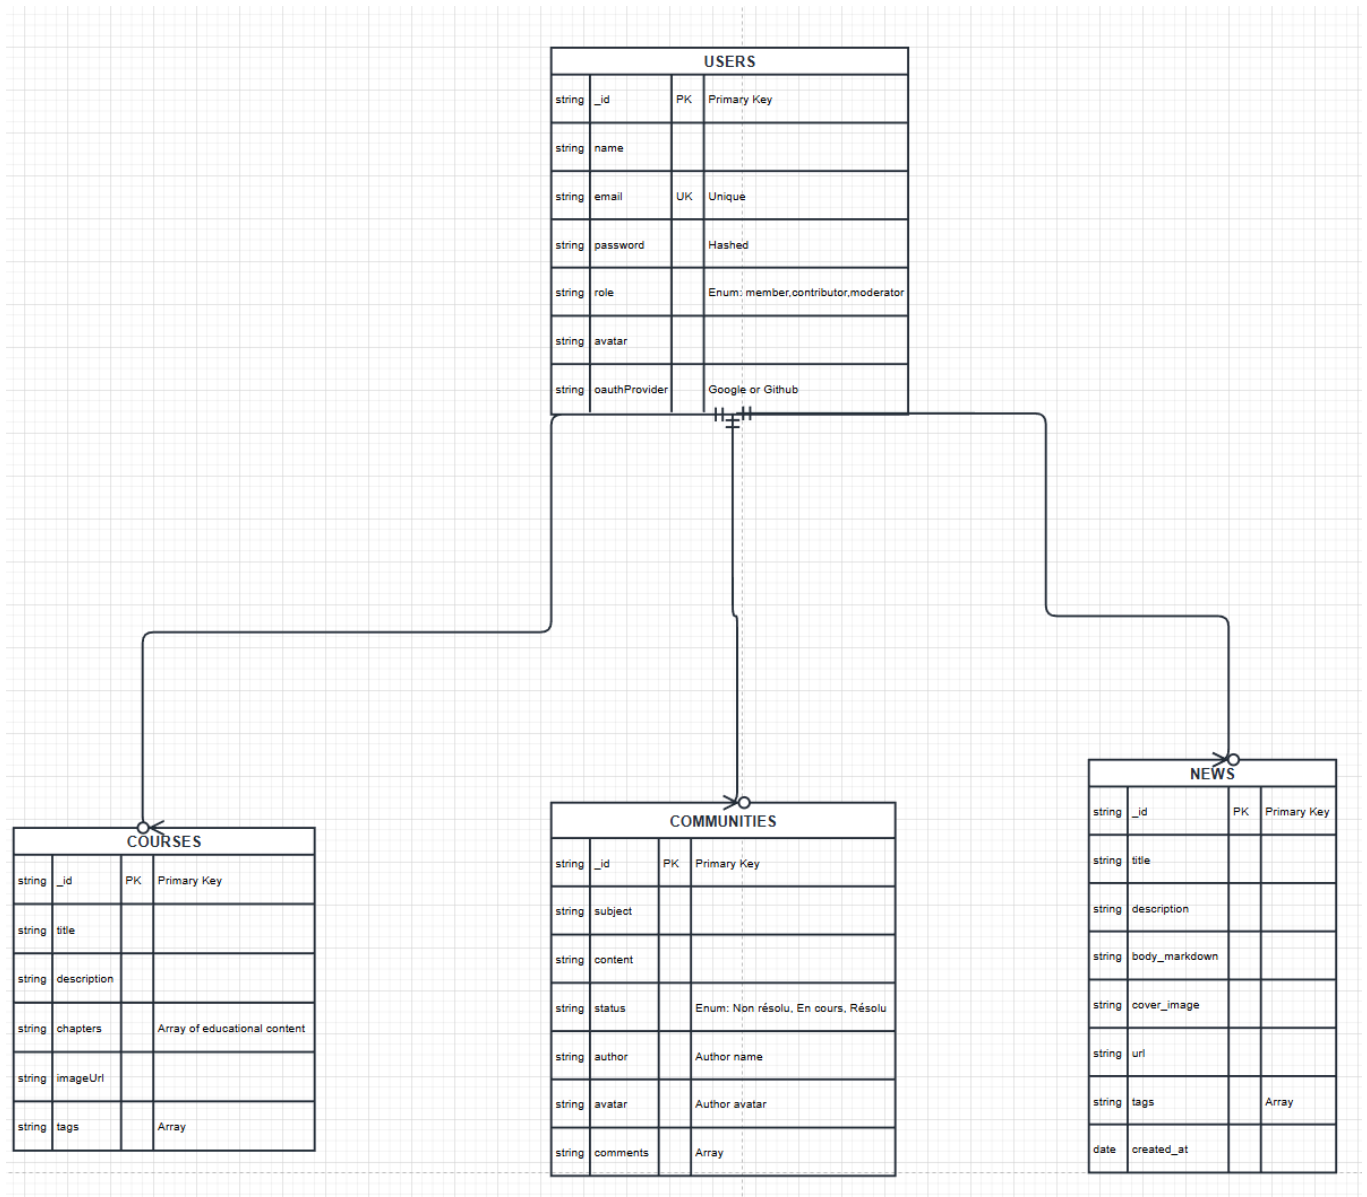 USERS
string _id PK Primary Key
string name
string email UK Unique
string password Hashed
string role Enum: member,contributor,moderator
string avatar
string oauthProvider Google or Github
COURSES
string _id PK Primary Key
string title
string description
string chapters Array of educational content
string imageUrl
string tags Array
COMMUNITIES
string _id PK Primary Key
string subject
string content
string status Enum: Non résolu, En cours, Résolu
string author Author name
string avatar Author avatar
string comments Array
NEWS
string _id PK Primary Key
string title
string description
string body_markdown
string cover_image
string url
string tags Array
date created_at